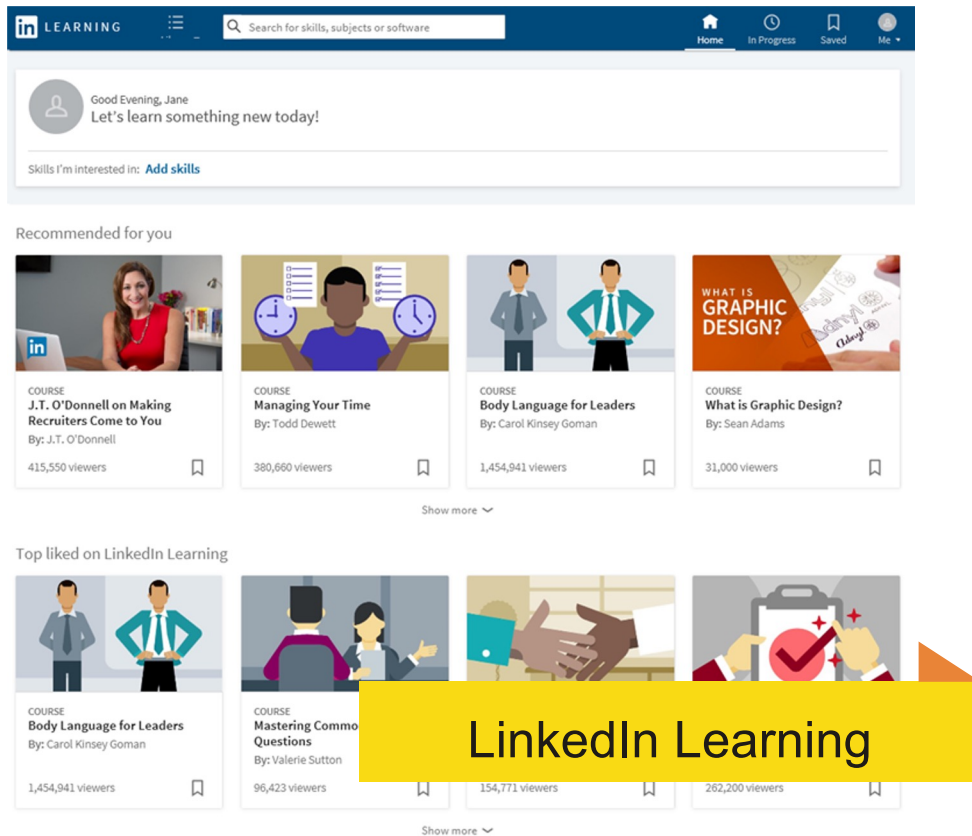 in LEARNING
Search for skills, subjects or software
Home
In Progress
Saved
Me
Good Evening, Jane
Let's learn something new today!
Skills I'm interested in: Add skills
Recommended for you
in
WHAT IS
GRAPHIC
DESIGN?
COURSE
J.T. O'Donnell on Making
Recruiters Come to You
By: J.T. O'Donnell
415,550 viewers
COURSE
Managing Your Time
By: Todd Dewett
380,660 viewers
COURSE
Body Language for Leaders
By: Carol Kinsey Goman
1,454,941 viewers
COURSE
What is Graphic Design?
By: Sean Adams
31,000 viewers
Show more
Top liked on LinkedIn Learning
COURSE
Body Language for Leaders
By: Carol Kinsey Goman
1,454,941 viewers
COURSE
Mastering Commo
Questions
By: Valerie Sutton
96,423 viewers
154,771 viewers
262,200 viewers
LinkedIn Learning
Show more